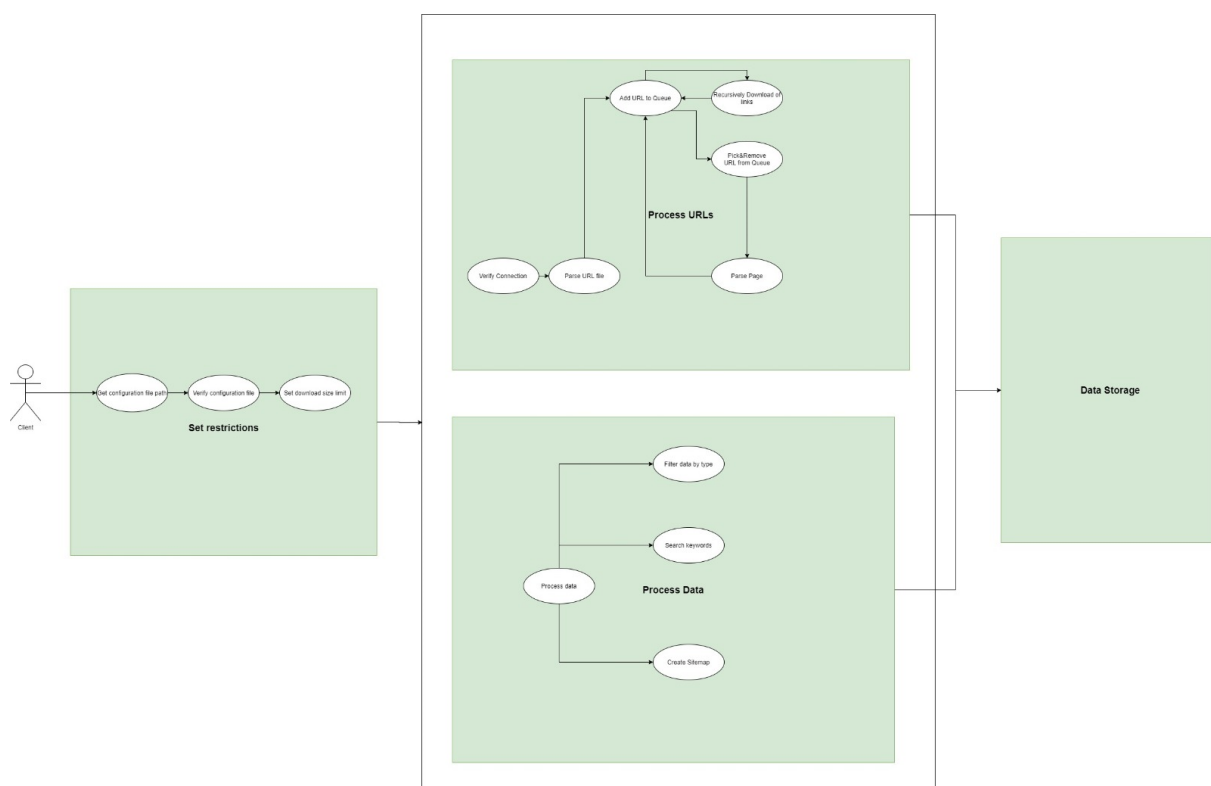 Add URL to Queue
Recursively Download of
links
Pick&Remove
URL from Queue
Process URLs
Verify Connection
Parse URL file
Parse Page
Client
Get configuration file path
Verify configuration file
Set download size limit
Set restrictions
Data Storage
Filter data by type
Search keywords
Process data
Process Data
Create Sitemap